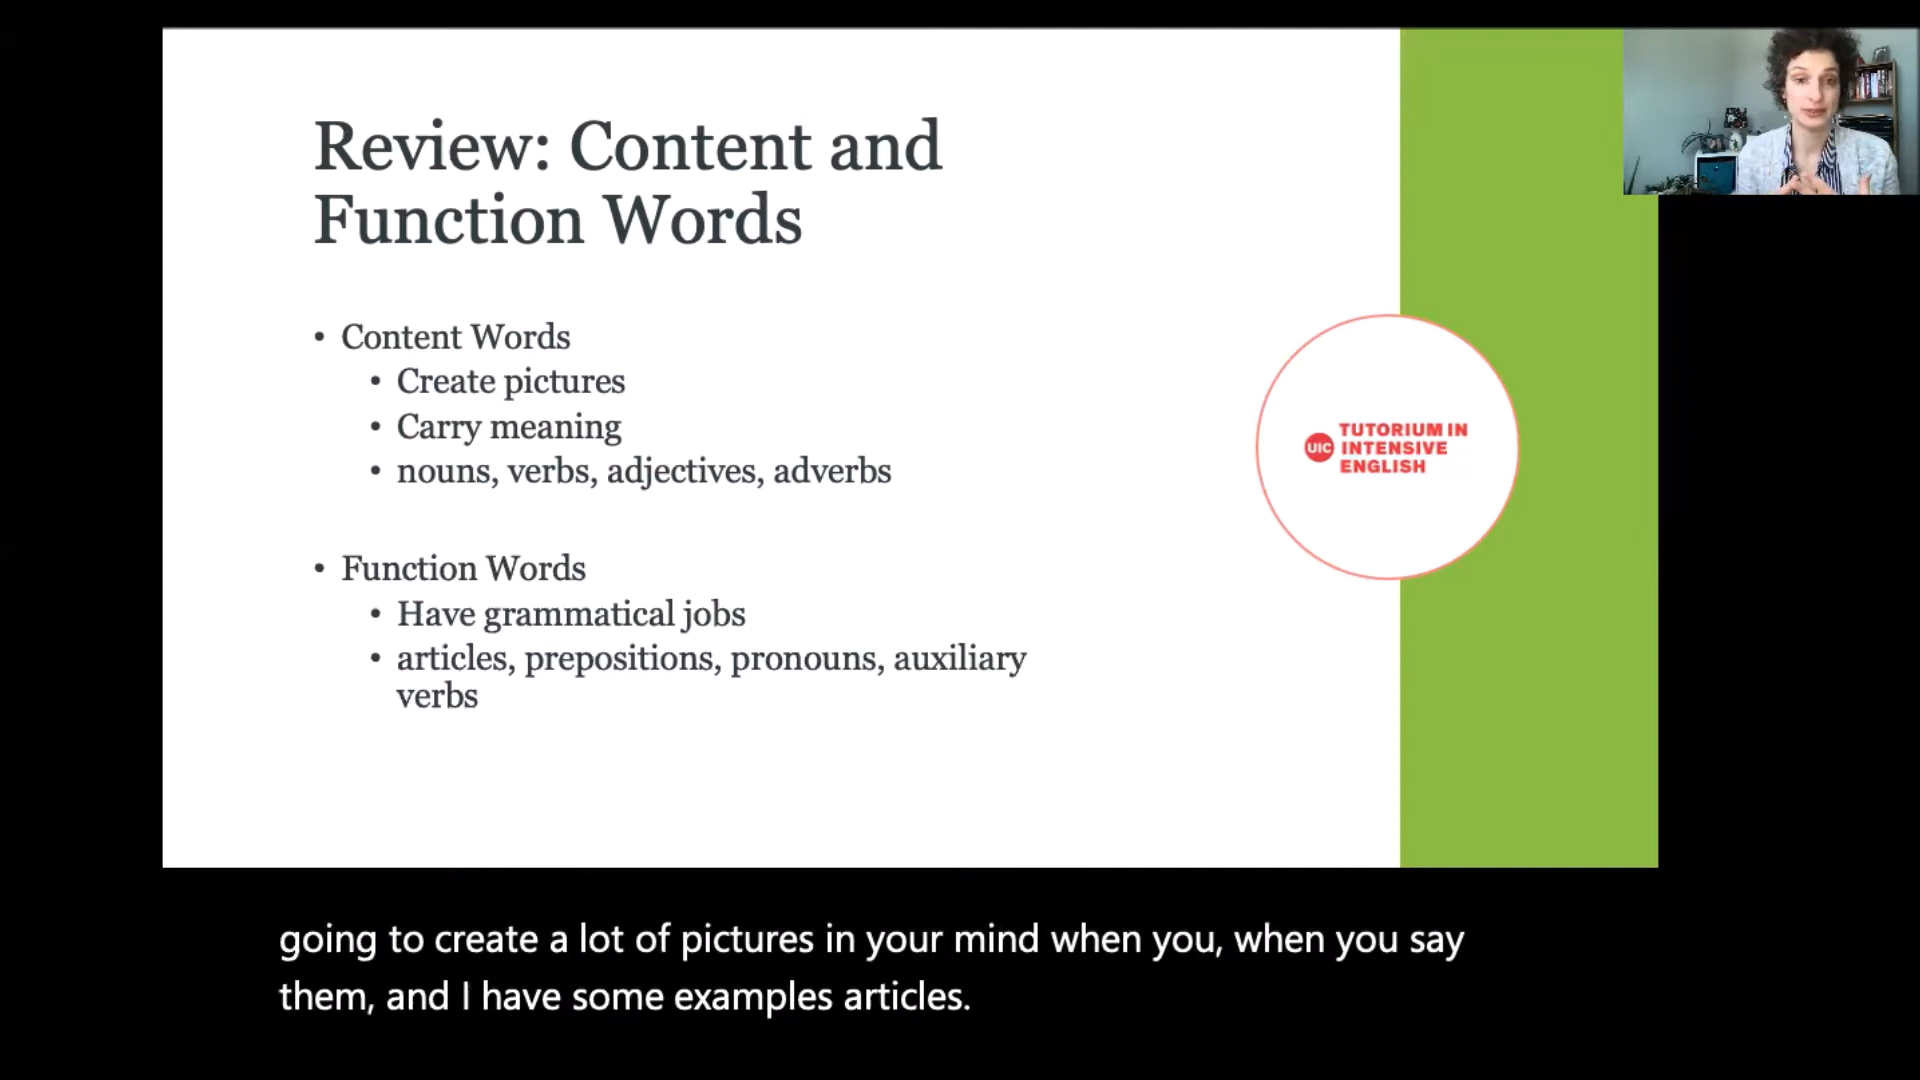 Review: Content and
Function Words
• Content Words
• Create pictures
• Carry meaning
• nouns, verbs, adjectives, adverbs
• Function Words
• Have grammatical jobs
• articles, prepositions, pronouns, auxiliary
verbs
UIC
TUTORIUM IN
INTENSIVE
ENGLISH
going to create a lot of pictures in your mind when you, when you say
them, and I have some examples articles.